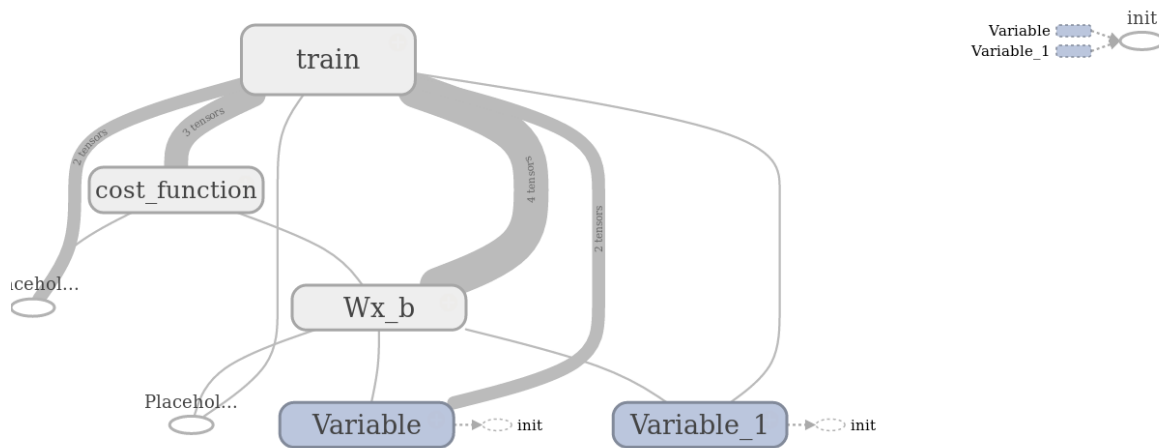 init
Variable
Variable_1
train
2 tensors
3 tensors
cost_function
4 tensors
2 tensors
acehol...
Wx_b
Placehol...
Variable
init
Variable_1
init